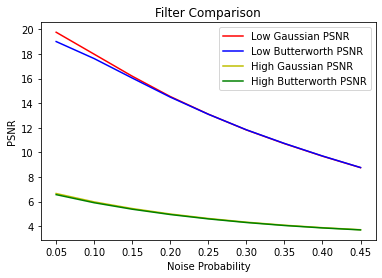 Filter Comparison
Low Gaussian PSNR
Low Butterworth PSNR
High Gaussian PSNR
High Butterworth PSNR
PSNR
20
18
16
14
12
10
8
6
4
0.05 0.10 0.15 0.20 0.25 0.30 0.35 0.40 0.45
Noise Probability